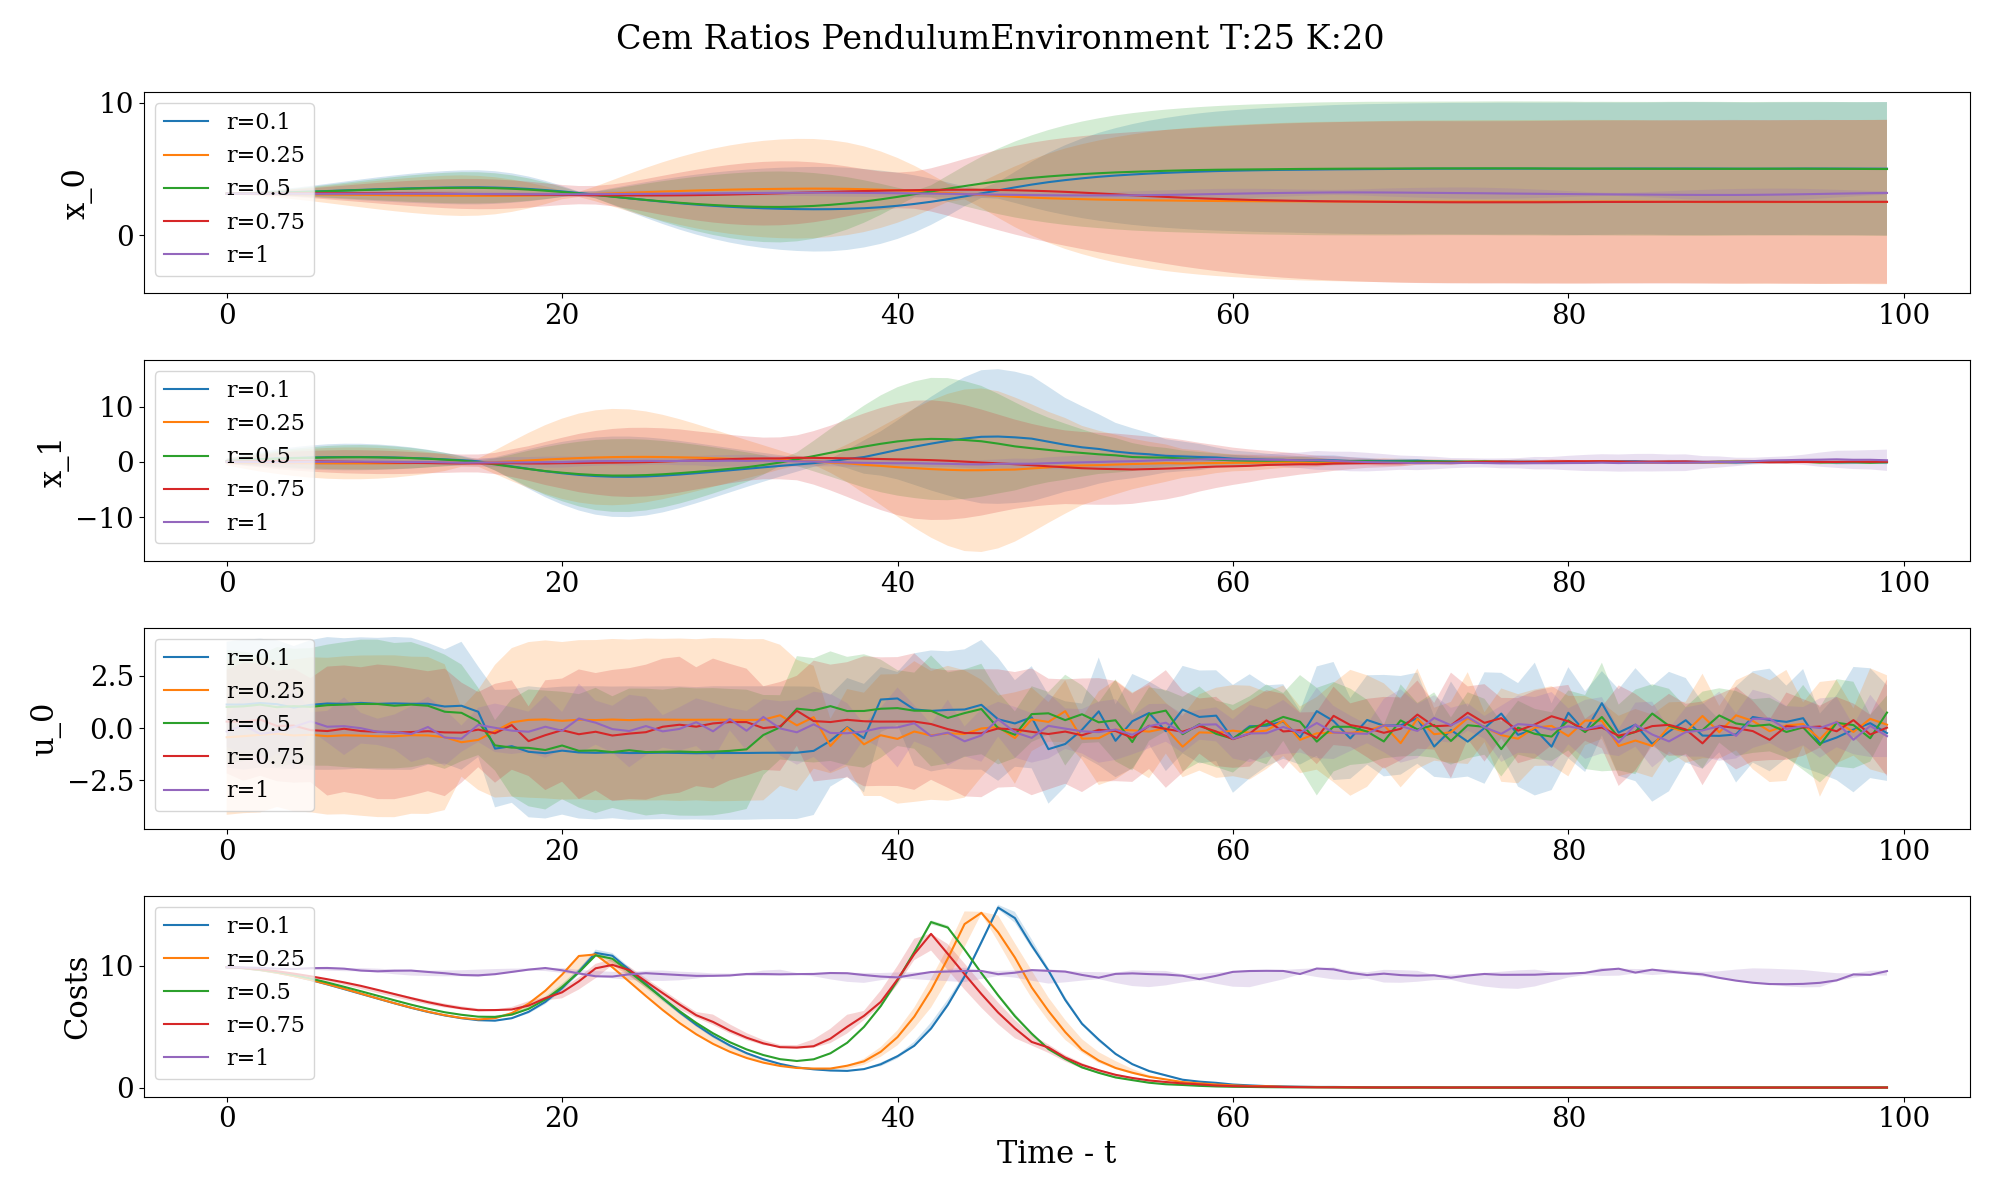 Cem Ratios PendulumEnvironment T:25 K:20
x_0
10
0
r=0.1
r=0.25
r=0.5
r=0.75
r=1
0 20 40 60 80 100
x_1
10
0
−10
r=0.1
r=0.25
r=0.5
r=0.75
r=1
0 20 40 60 80 100
u_0
2.5
0.0
−2.5
r=0.1
r=0.25
r=0.5
r=0.75
r=1
0 20 40 60 80 100
Costs
10
0
r=0.1
r=0.25
r=0.5
r=0.75
r=1
0 20 40 60 80 100
Time - t